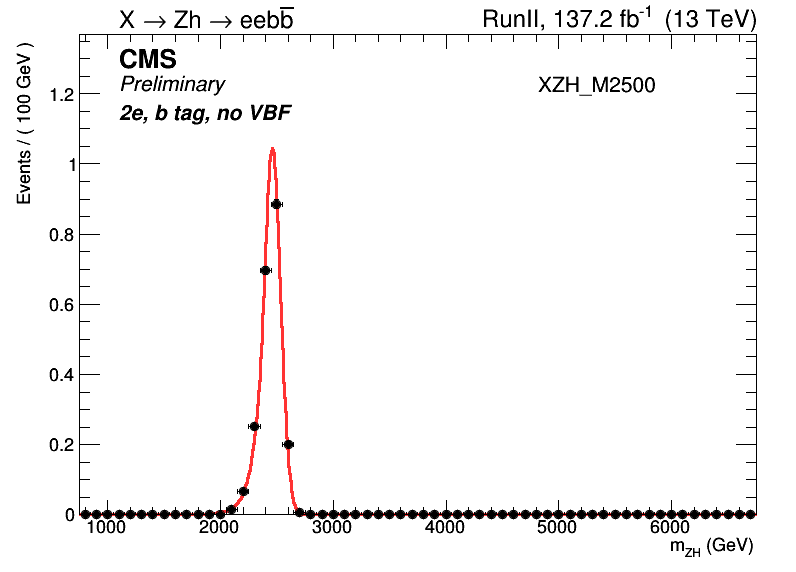 X → Zh → eebb̅ RunII, 137.2 fb⁻¹ (13 TeV)
CMS
Preliminary
XZH_M2500
2e, b tag, no VBF
Events / ( 100 GeV )
1.2
1
0.8
0.6
0.4
0.2
0
1000 2000 3000 4000 5000 6000
m_ZH (GeV)